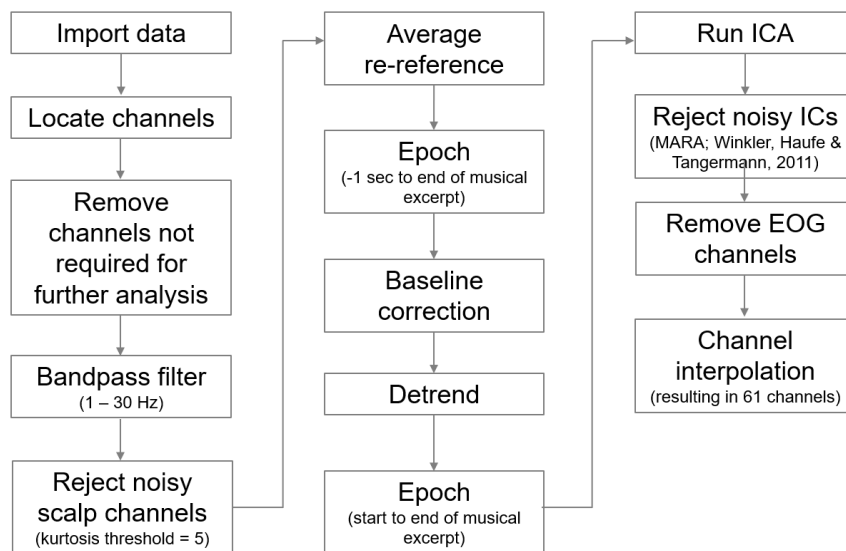 Import data
Locate channels
Remove
channels not
required for
further analysis
Bandpass filter
(1 – 30 Hz)
Reject noisy
scalp channels
(kurtosis threshold = 5)
Average
re-reference
Epoch
(-1 sec to end of musical
excerpt)
Baseline
correction
Detrend
Epoch
(start to end of musical
excerpt)
Run ICA
Reject noisy ICs
(MARA; Winkler, Haufe &
Tangermann, 2011)
Remove EOG
channels
Channel
interpolation
(resulting in 61 channels)